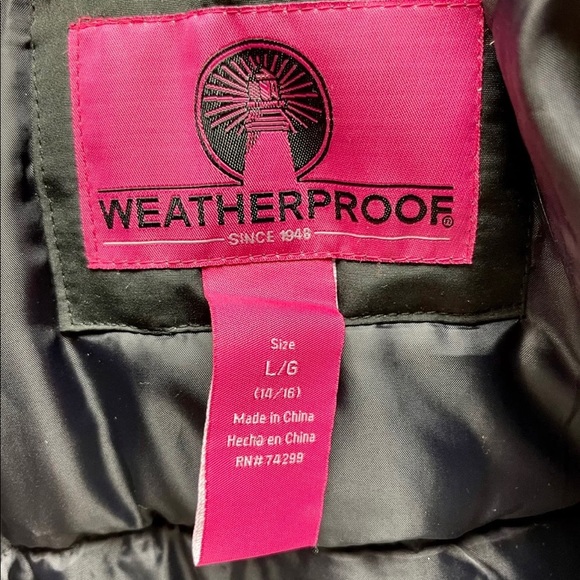 WEATHERPROOF®
SINCE 1948
Size
L/G
(14/16)
Made in China
Hecha en China
RN# 74299